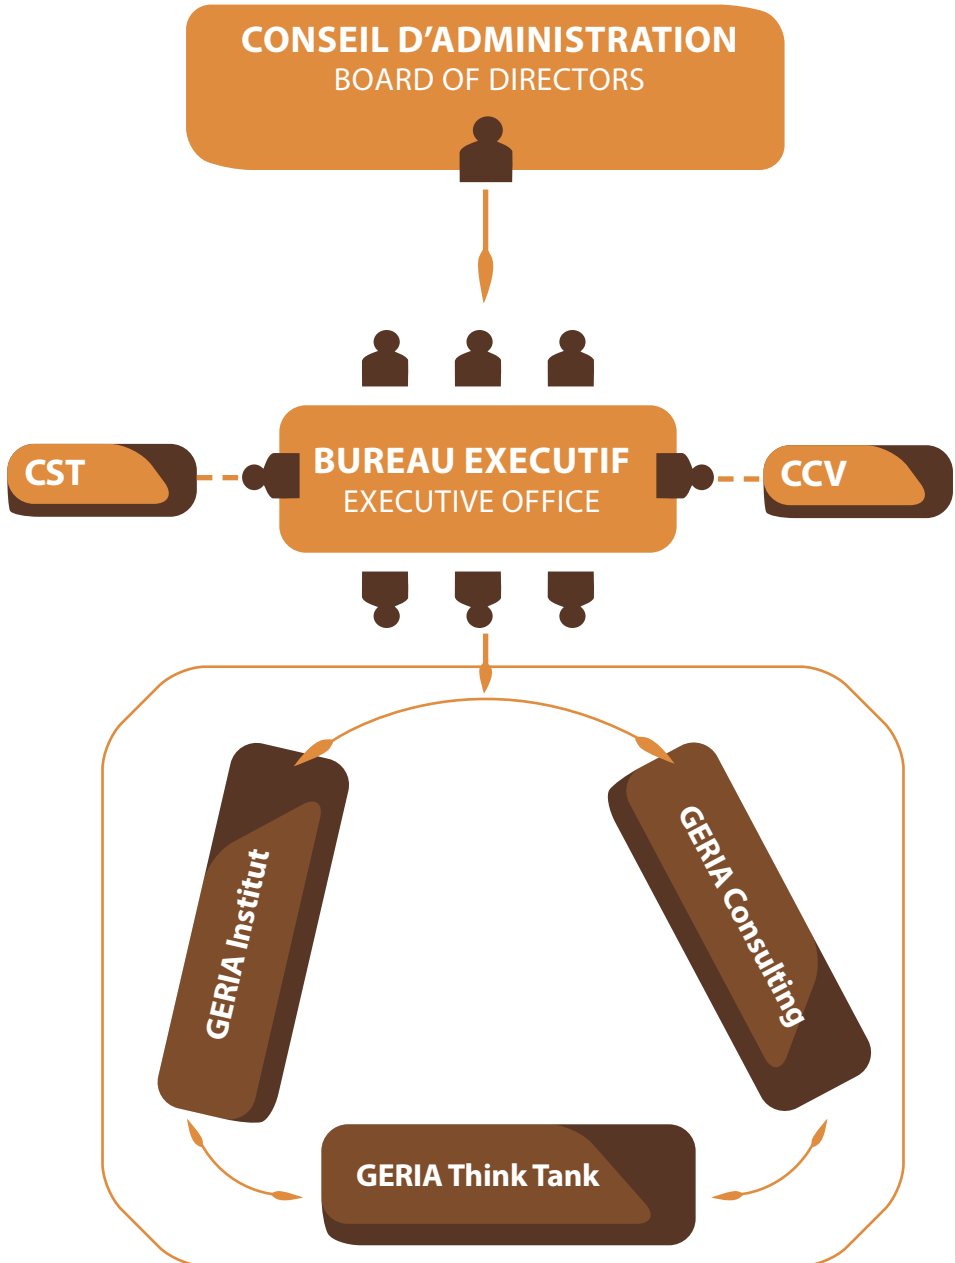 CONSEIL D’ADMINISTRATION
BOARD OF DIRECTORS
CST
BUREAU EXECUTIF
EXECUTIVE OFFICE
CCV
GERIA Institut
GERIA Consulting
GERIA Think Tank